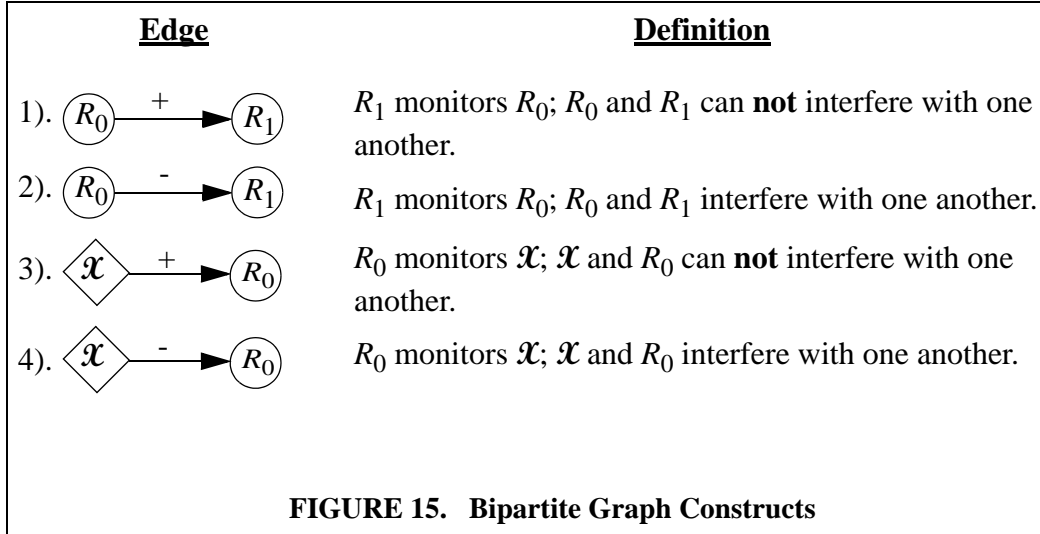 Edge Definition
1). R0 + R1 R1 monitors R0; R0 and R1 can not interfere with one
another.
2). R0 - R1 R1 monitors R0; R0 and R1 interfere with one another.
3). 𝒳 + R0 R0 monitors 𝒳; 𝒳 and R0 can not interfere with one
another.
4). 𝒳 - R0 R0 monitors 𝒳; 𝒳 and R0 interfere with one another.
FIGURE 15. Bipartite Graph Constructs